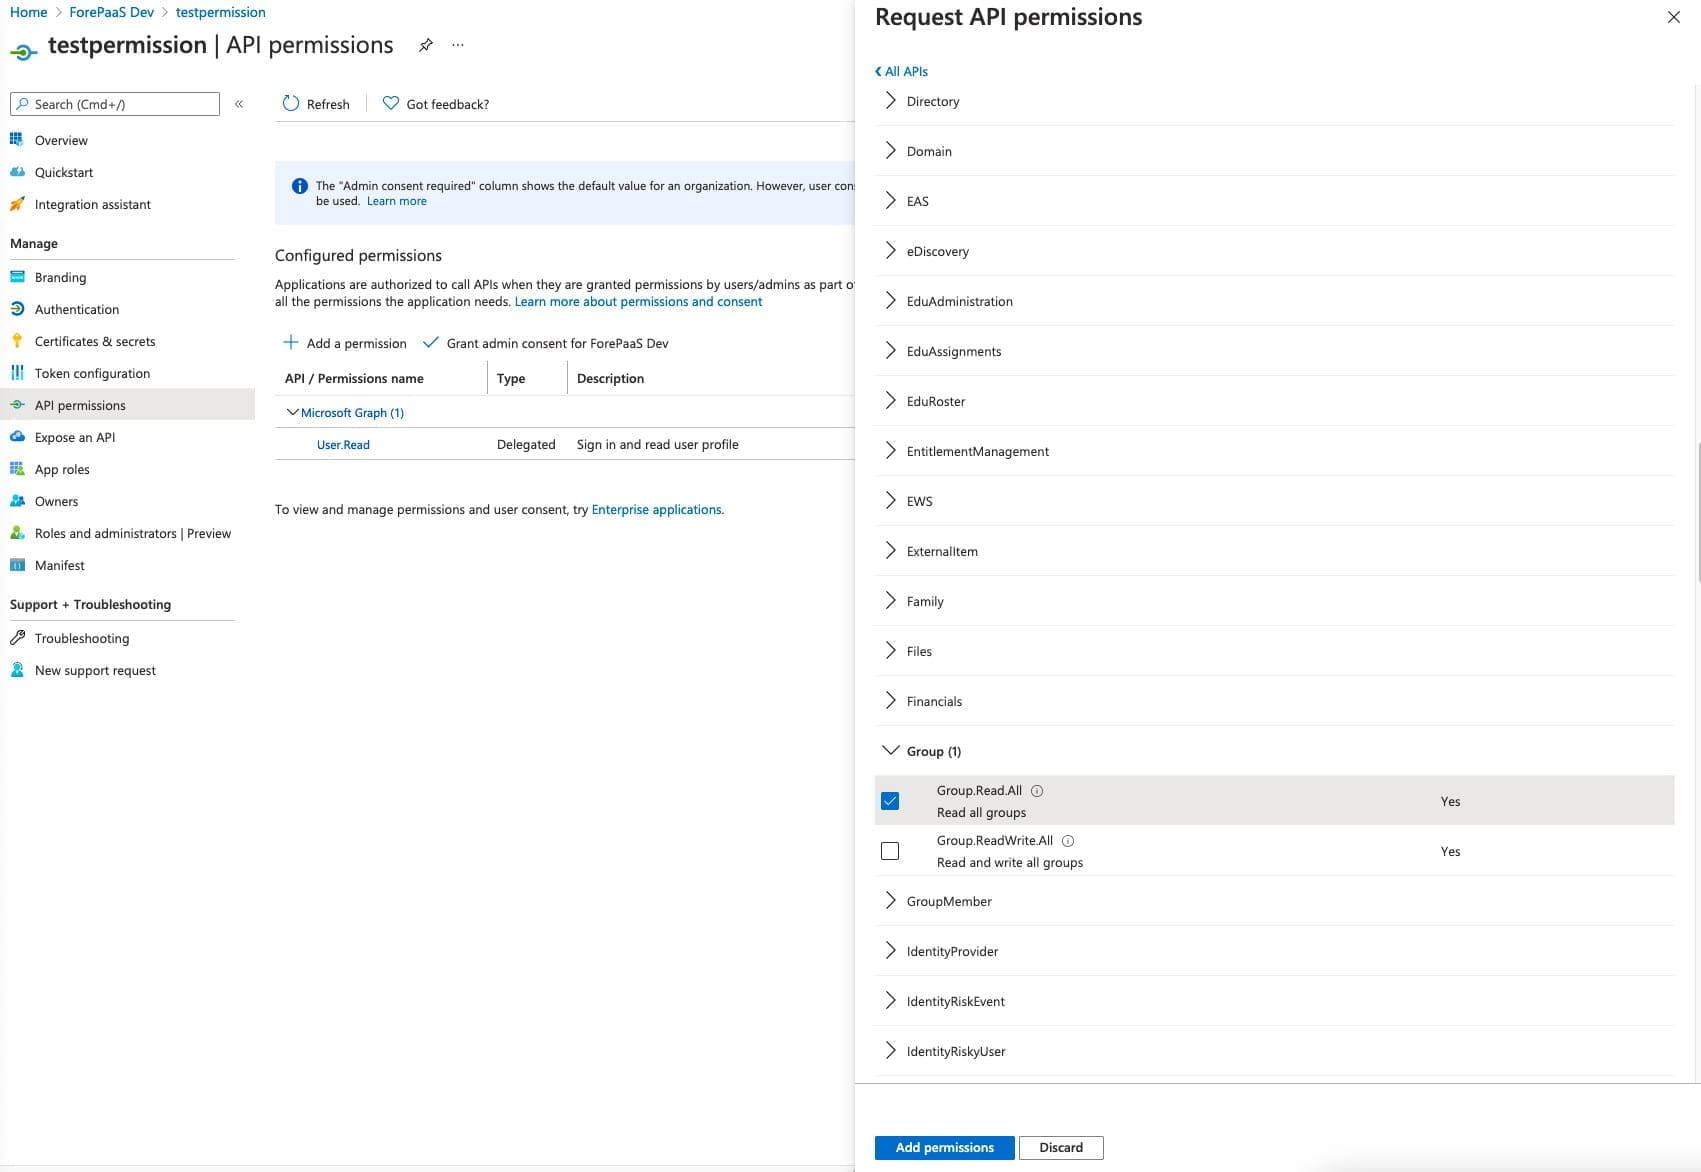 Home > ForePaaS Dev > testpermission
testpermission | API permissions ...
Search (Cmd+/) «
Overview
Quickstart
Integration assistant
Manage
Branding
Authentication
Certificates & secrets
Token configuration
API permissions
Expose an API
App roles
Owners
Roles and administrators | Preview
Manifest
Support + Troubleshooting
Troubleshooting
New support request
Refresh Got feedback?
The "Admin consent required" column shows the default value for an organization. However, user con
be used. Learn more
Configured permissions
Applications are authorized to call APIs when they are granted permissions by users/admins as part o
all the permissions the application needs. Learn more about permissions and consent
Add a permission Grant admin consent for ForePaaS Dev
API / Permissions name Type Description
Microsoft Graph (1)
User.Read Delegated Sign in and read user profile
To view and manage permissions and user consent, try Enterprise applications.
Request API permissions
All APIs
Directory
Domain
EAS
eDiscovery
EduAdministration
EduAssignments
EduRoster
EntitlementManagement
EWS
ExternalItem
Family
Files
Financials
Group (1)
Group.Read.All
Read all groups Yes
Group.ReadWrite.All
Read and write all groups Yes
GroupMember
IdentityProvider
IdentityRiskEvent
IdentityRiskyUser
Add permissions Discard